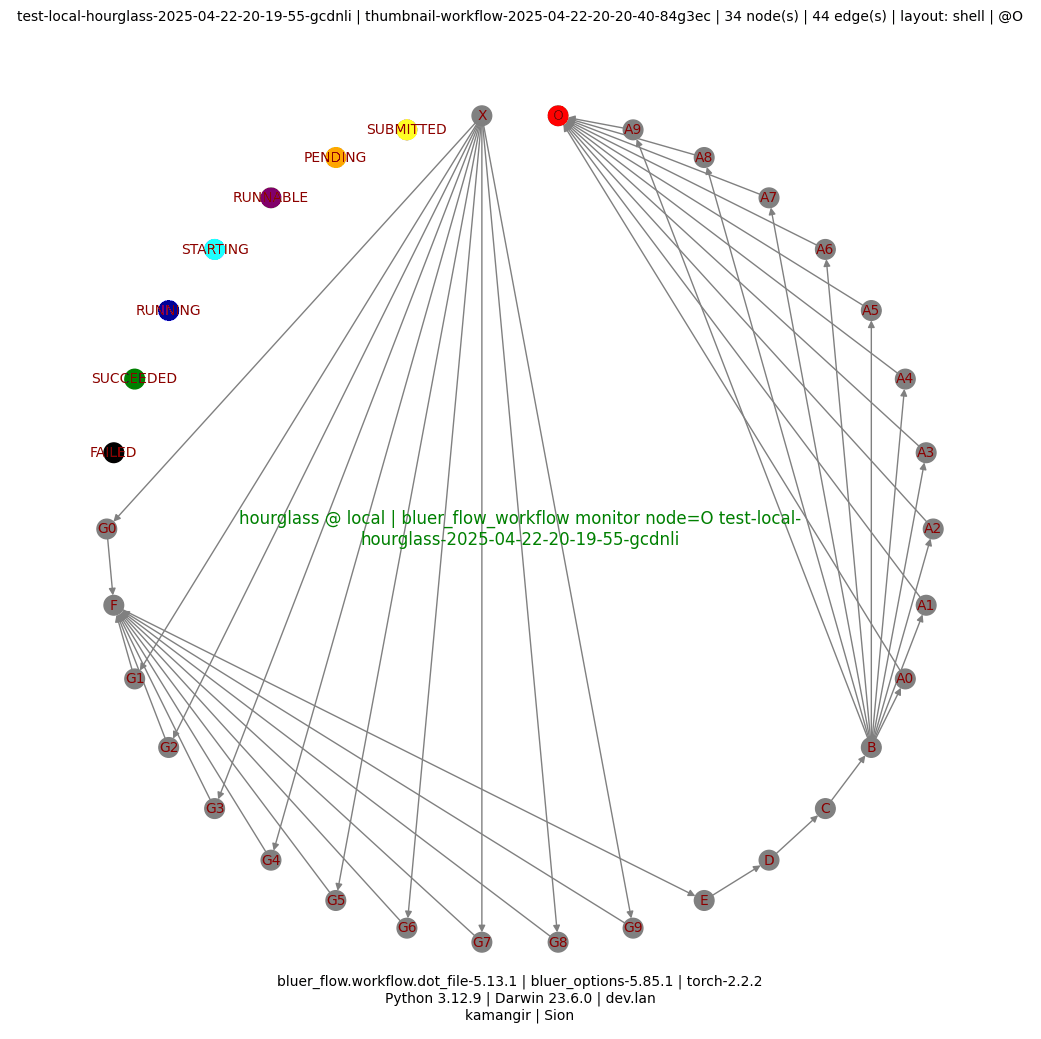 test-local-hourglass-2025-04-22-20-19-55-gcdnli | thumbnail-workflow-2025-04-22-20-20-40-84g3ec | 34 node(s) | 44 edge(s) | layout: shell | @O
X
O
SUBMITTED
A9
PENDING
A8
RUNNABLE
A7
STARTING
A6
RUNNING
A5
SUCCEEDED
A4
FAILED
A3
hourglass @ local | bluer_flow_workflow monitor node=O test-local-
hourglass-2025-04-22-20-19-55-gcdnli
G0
A2
F
A1
G1
A0
G2
B
G3
C
G4
D
G5
E
G6
G9
G7
G8
bluer_flow.workflow.dot_file-5.13.1 | bluer_options-5.85.1 | torch-2.2.2
Python 3.12.9 | Darwin 23.6.0 | dev.lan
kamangir | Sion